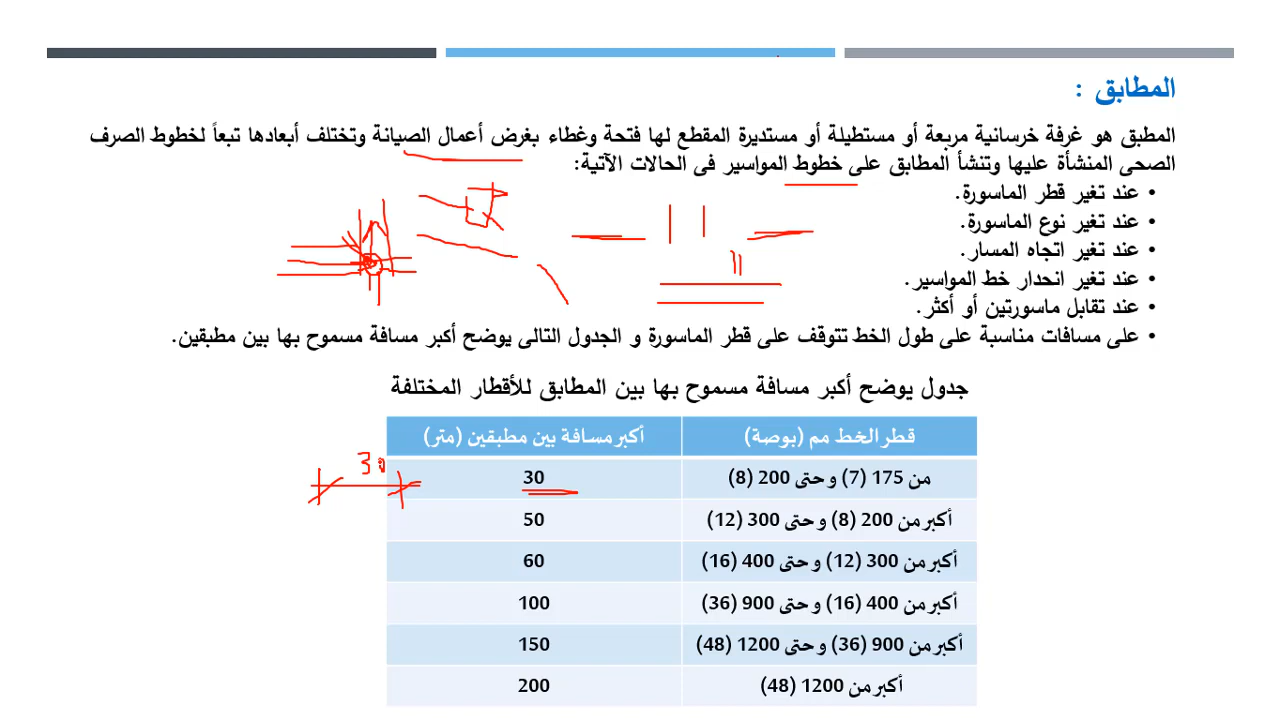 المطابق :
المطبق هو غرفة خرسانية مربعة أو مستطيلة أو مستديرة المقطع لها فتحة وغطاء بغرض أعمال الصيانة وتختلف أبعادها تبعاً لخطوط الصرف
الصحى المنشأة عليها وتنشأ المطابق على خطوط المواسير فى الحالات الآتية:
• عند تغير قطر الماسورة.
• عند تغير نوع الماسورة.
• عند تغير اتجاه المسار.
• عند تغير انحدار خط المواسير.
• عند تقابل ماسورتين أو أكثر.
• على مسافات مناسبة على طول الخط تتوقف على قطر الماسورة و الجدول التالى يوضح أكبر مسافة مسموح بها بين مطبقين.
جدول يوضح أكبر مسافة مسموح بها بين المطابق للأقطار المختلفة
قطر الخط مم (بوصة) أكبر مسافة بين مطبقين (متر)
من 175 (7) وحتى 200 (8) 30
30
أكبر من 200 (8) وحتى 300 (12) 50
أكبر من 300 (12) وحتى 400 (16) 60
أكبر من 400 (16) وحتى 900 (36) 100
أكبر من 900 (36) وحتى 1200 (48) 150
أكبر من 1200 (48) 200